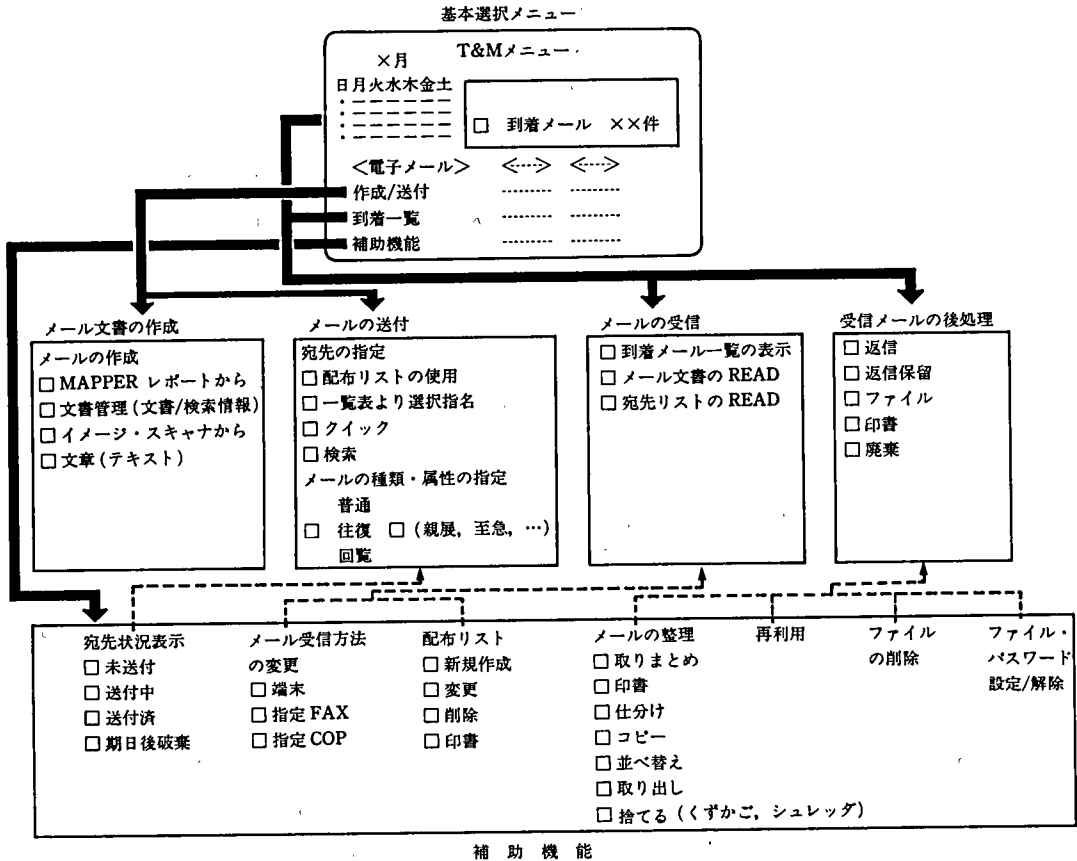 基本選択メニュー
T&Mメニュー
×月
日月火水木金土
□ 到着メール ××件
＜電子メール＞ <----> <---->
作成/送付
到着一覧
補助機能
メール文書の作成
メールの作成
□ MAPPER レポートから
□ 文書管理(文書/検索情報)
□ イメージ・スキャナから
□ 文章(テキスト)
メールの送付
宛先の指定
□ 配布リストの使用
□ 一覧表より選択指名
□ クイック
□ 検索
メールの種類・属性の指定
普通
□ 往復 □ (親展，至急，…)
回覧
メールの受信
□ 到着メール一覧の表示
□ メール文書の READ
□ 宛先リストの READ
受信メールの後処理
□ 返信
□ 返信保留
□ ファイル
□ 印書
□ 廃棄
宛先状況表示
□ 未送付
□ 送付中
□ 送付済
□ 期日後破棄
メール受信方法
の変更
□ 端末
□ 指定 FAX
□ 指定 COP
配布リスト
□ 新規作成
□ 変更
□ 削除
□ 印書
メールの整理
□ 取りまとめ
□ 印書
□ 仕分け
□ コピー
□ 並べ替え
□ 取り出し
□ 捨てる (くずかご，シュレッダ)
再利用
ファイル
の削除
ファイル・
パスワード
設定/解除
補助機能